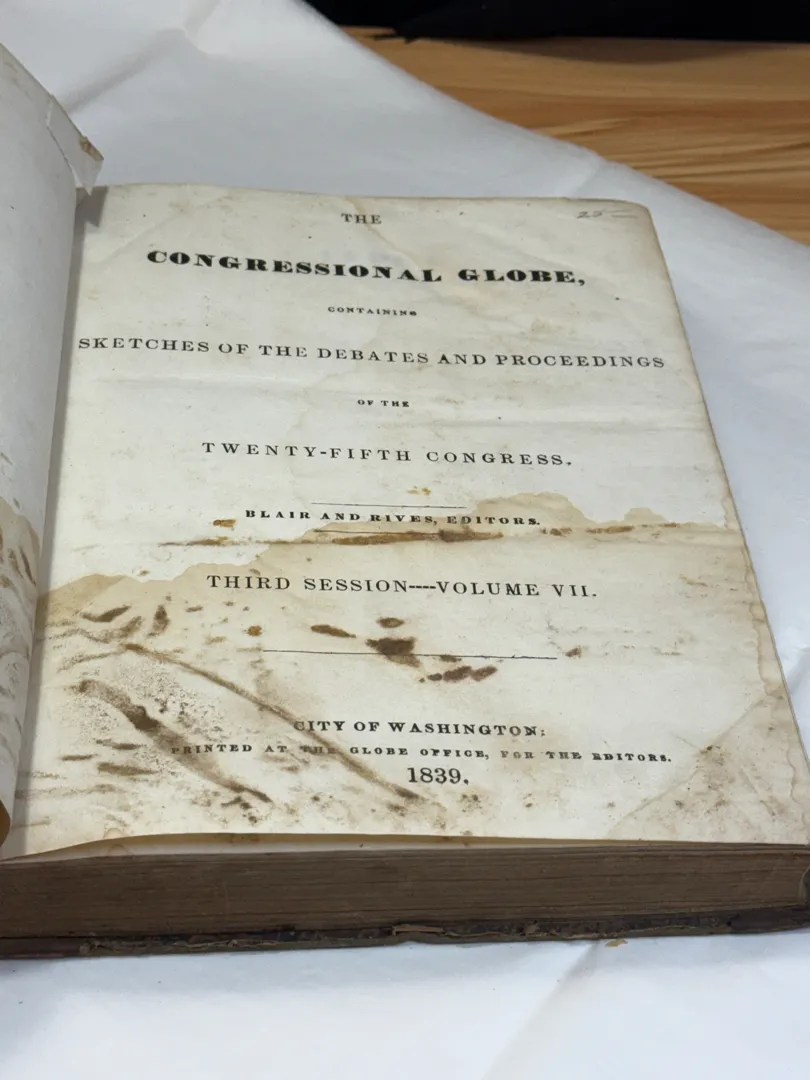 THE
25—
CONGRESSIONAL GLOBE,
CONTAINING
SKETCHES OF THE DEBATES AND PROCEEDINGS
OF THE
TWENTY-FIFTH CONGRESS.
BLAIR AND RIVES, EDITORS.
THIRD SESSION----VOLUME VII.
CITY OF WASHINGTON:
PRINTED AT THE GLOBE OFFICE, FOR THE EDITORS.
1839.